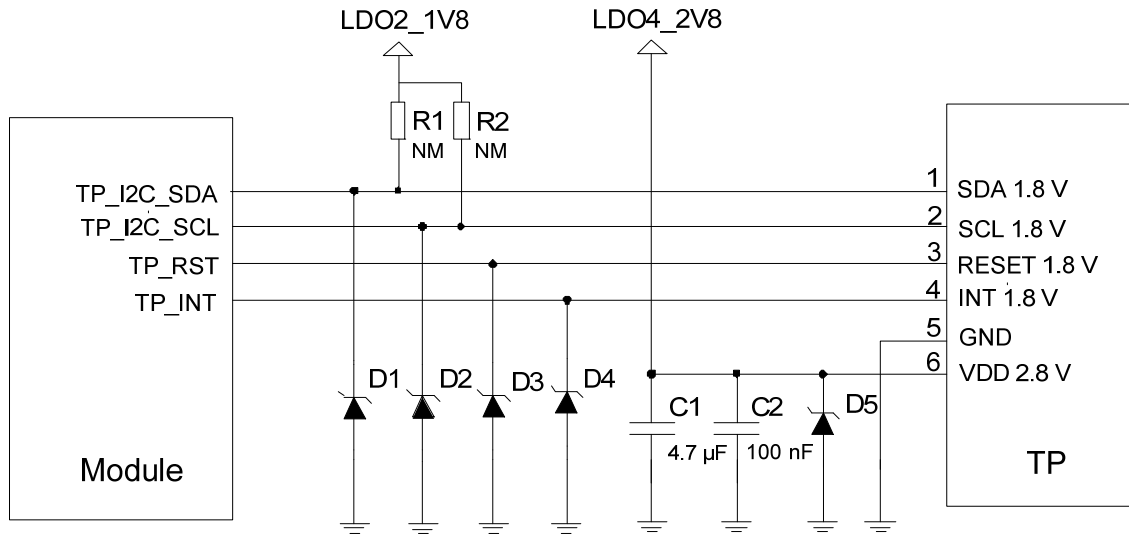 LDO2_1V8
LDO4_2V8
R1
NM
R2
NM
TP_I2C_SDA
TP_I2C_SCL
TP_RST
TP_INT
1
SDA 1.8 V
2
SCL 1.8 V
3
RESET 1.8 V
4
INT 1.8 V
5
GND
6
VDD 2.8 V
D1
D2
D3
D4
C1
4.7 µF
C2
100 nF
D5
Module
TP